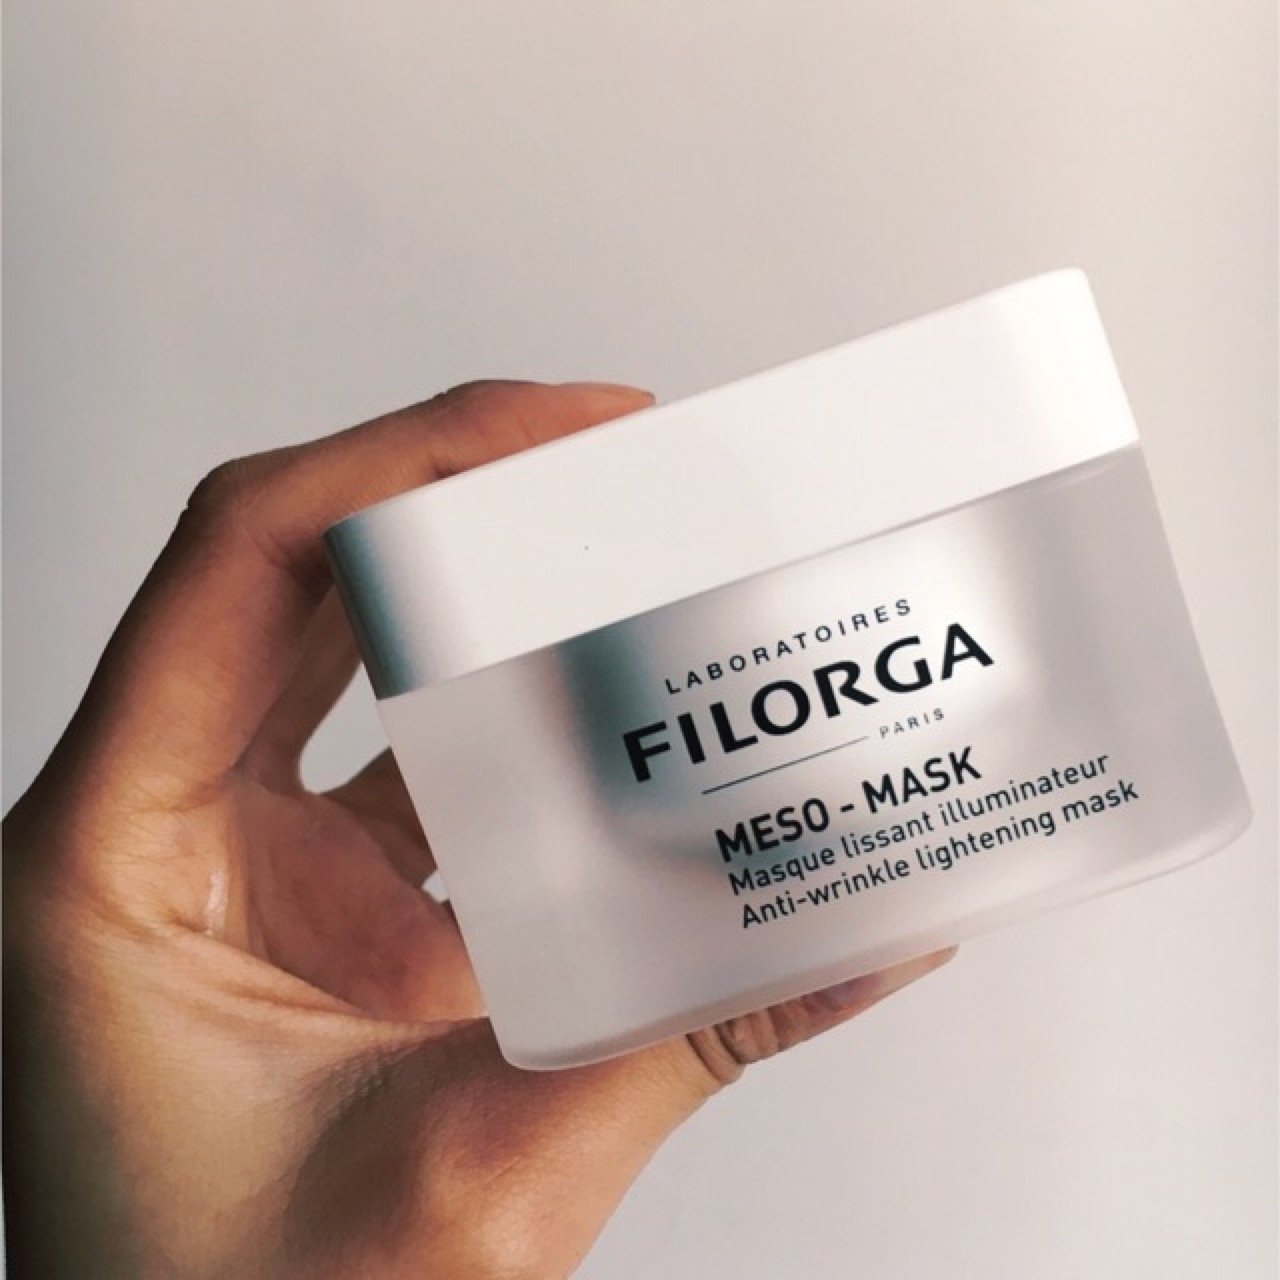 LABORATOIRES
FILORGA
PARIS
MESO - MASK
Masque lissant illuminateur
Anti-wrinkle lightening mask